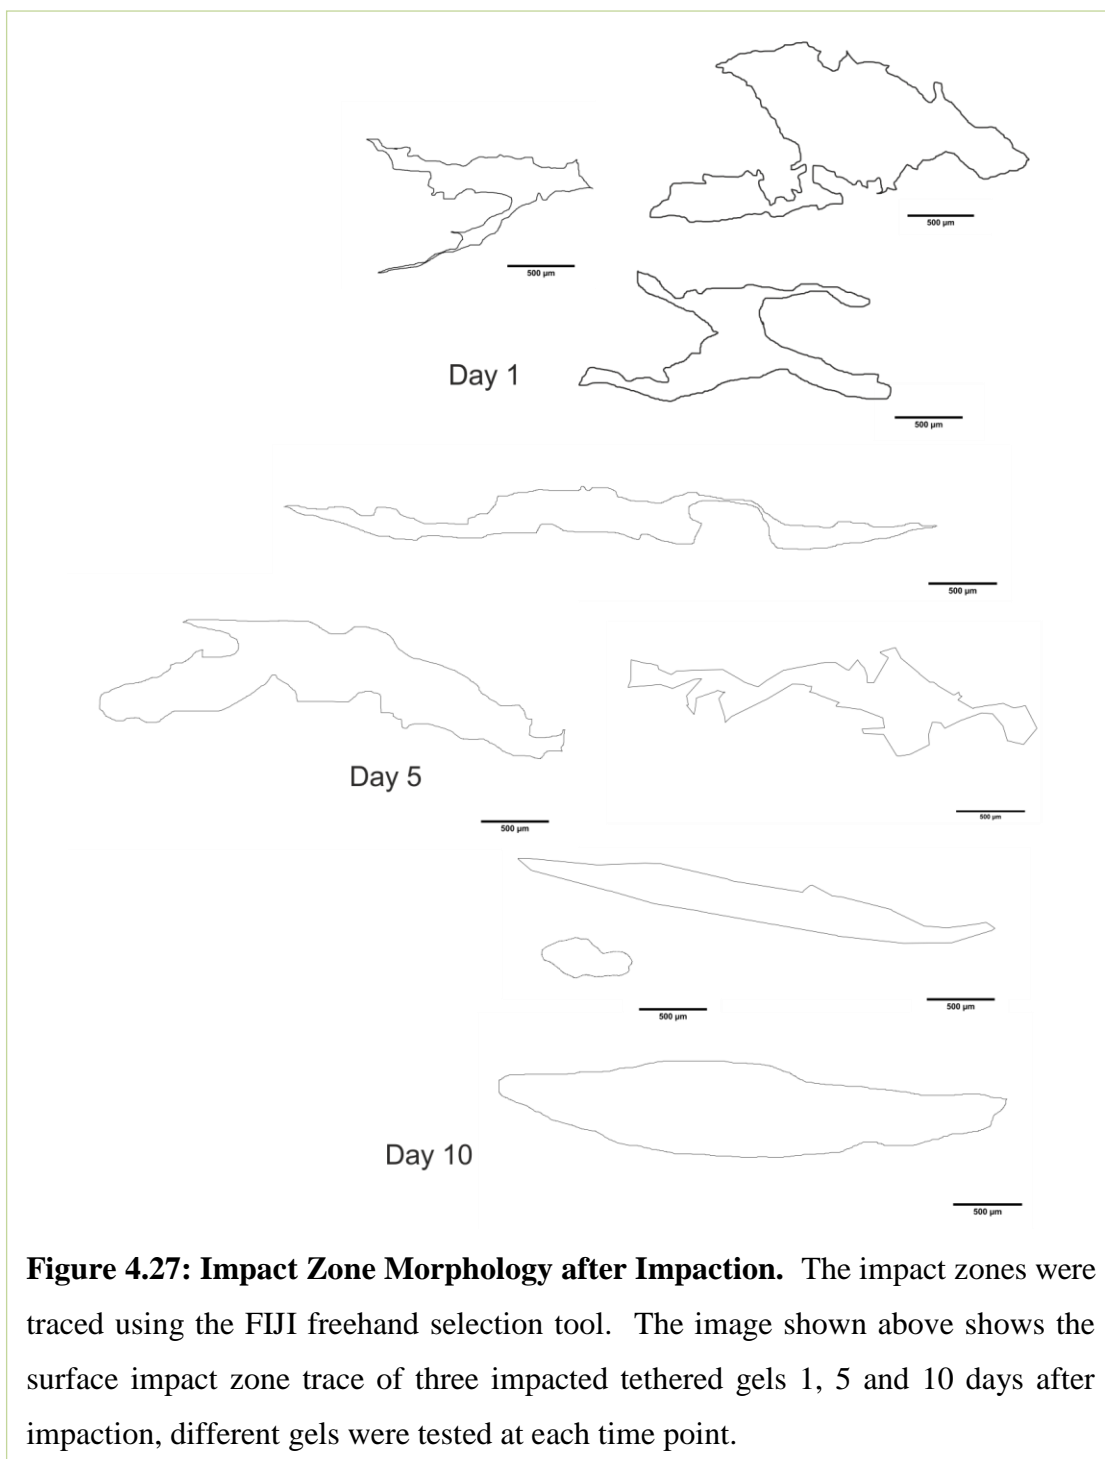 500 µm
500 µm
Day 1
500 µm
500 µm
Day 5
500 µm
500 µm
500 µm
500 µm
Day 10
500 µm
Figure 4.27: Impact Zone Morphology after Impaction. The impact zones were
traced using the FIJI freehand selection tool. The image shown above shows the
surface impact zone trace of three impacted tethered gels 1, 5 and 10 days after
impaction, different gels were tested at each time point.